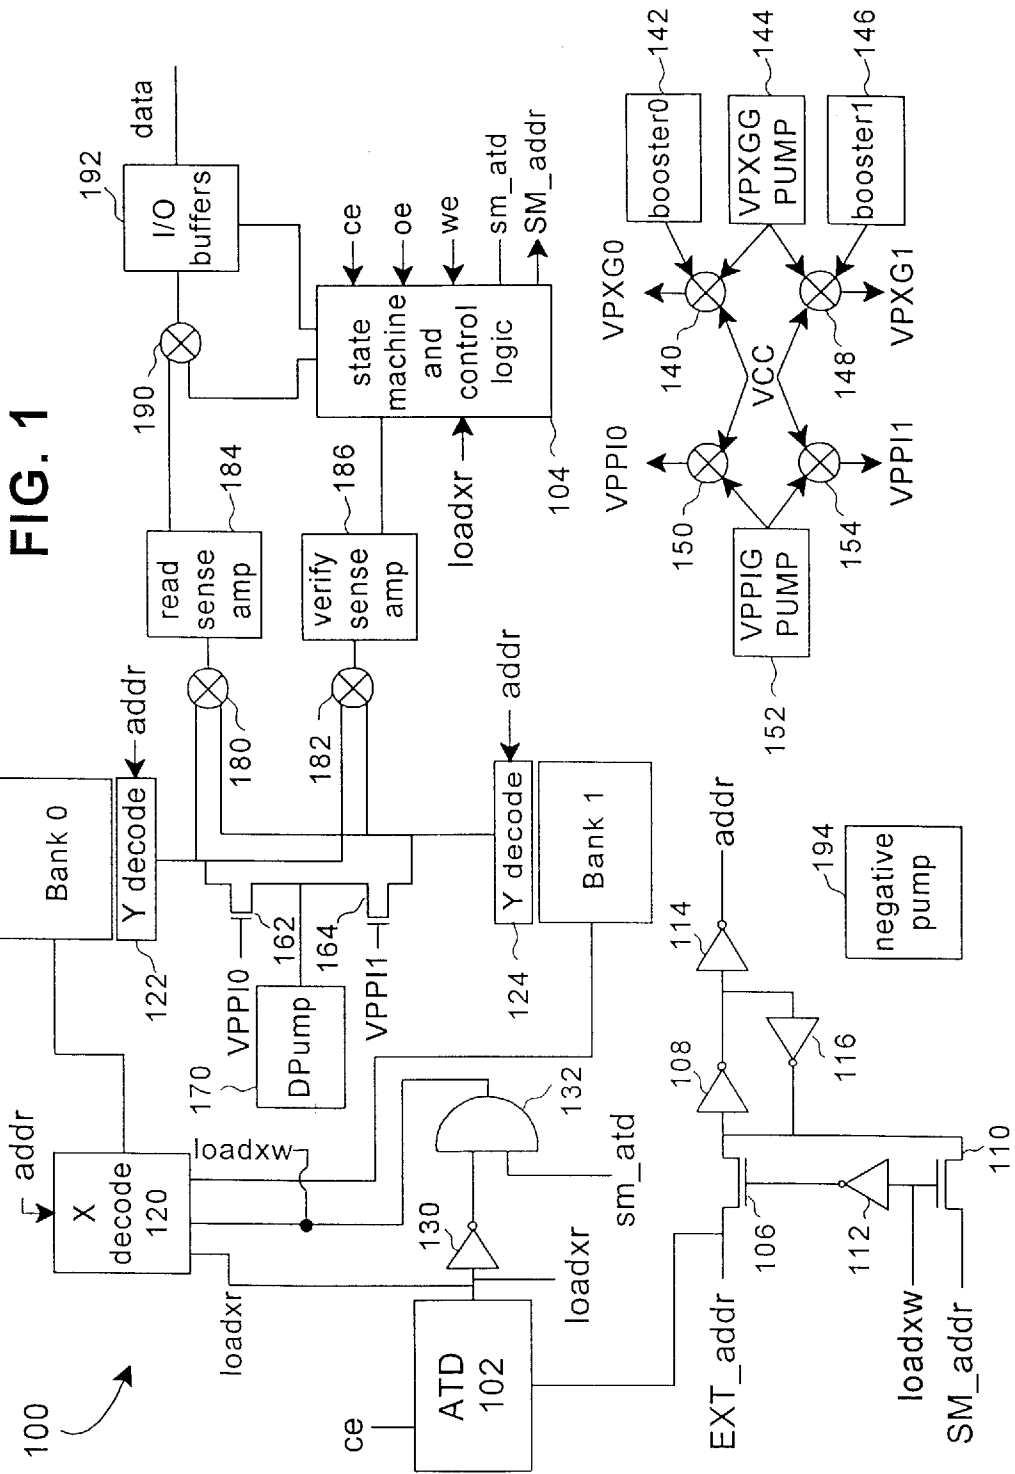 FIG. 1
100
addr
X
decode
120
loadxr
loadxw
Bank 0
Y decode
122
addr
VPPI0
162
164
VPPI1
DPump
170
Y decode
124
addr
Bank 1
180
182
read
sense
amp
184
verify
sense
amp
186
190
I/O
buffers
192
data
state
machine
and
control
logic
104
loadxr
ce
oe
we
sm_atd
SM_addr
ce
ATD
102
130
loadxr
132
sm_atd
EXT_addr
106
108
110
112
114
116
addr
loadxw
SM_addr
negative
pump
194
VPPIG
PUMP
152
150
154
VPPI0
VPPI1
VCC
140
148
VPXG0
VPXG1
booster0
142
VPXGG
PUMP
144
booster1
146